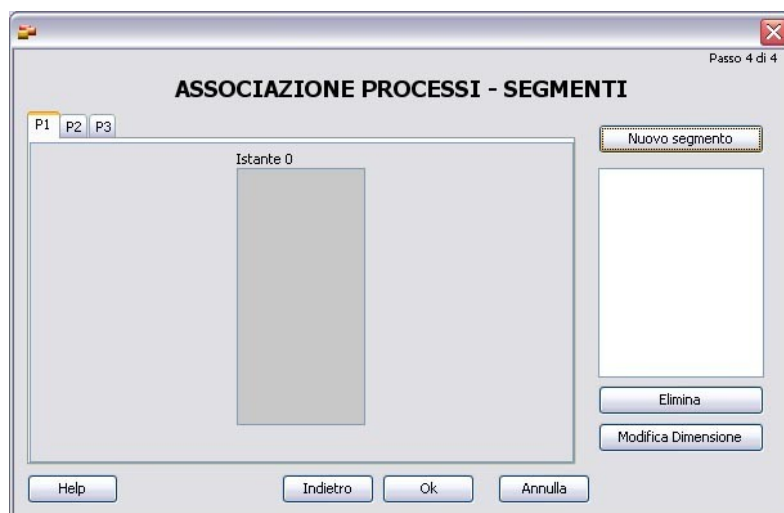 Passo 4 di 4
ASSOCIAZIONE PROCESSI - SEGMENTI
P1 P2 P3
Nuovo segmento
Istante 0
Elimina
Modifica Dimensione
Help Indietro Ok Annulla